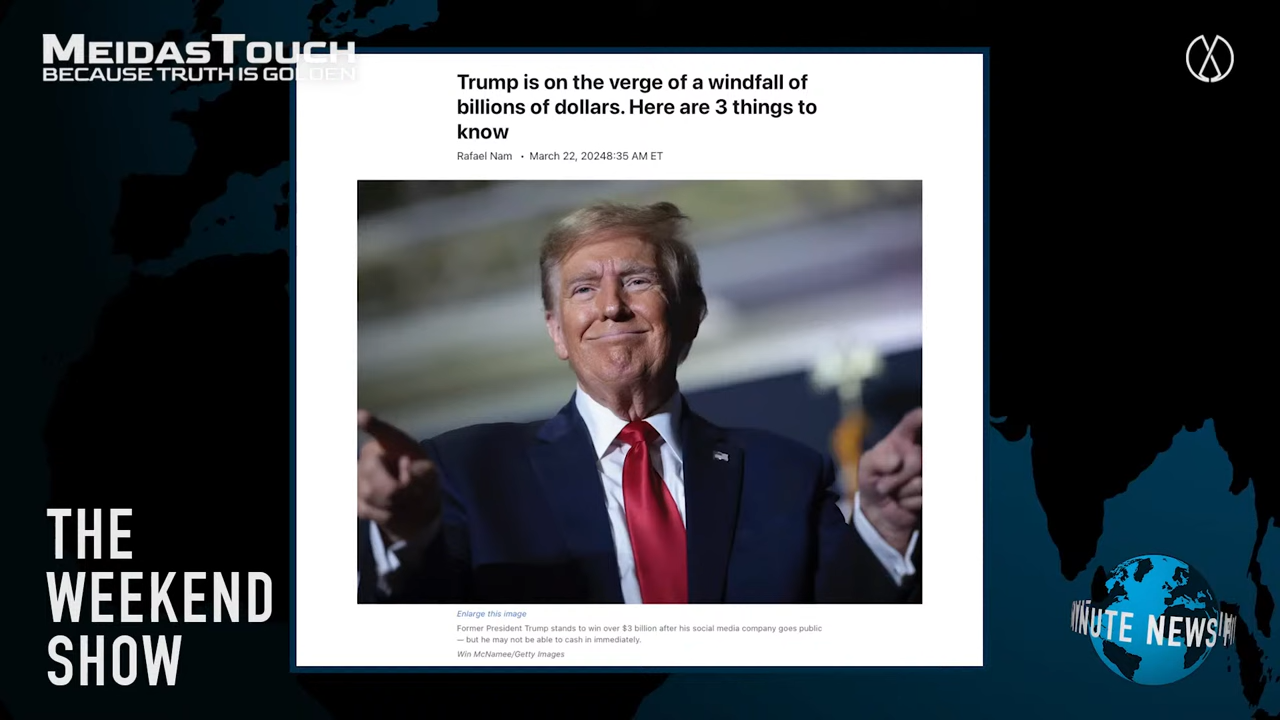 MEIDASTOUCH
BECAUSE TRUTH IS GOLDEN
Trump is on the verge of a windfall of
billions of dollars. Here are 3 things to
know
Rafael Nam • March 22, 20248:35 AM ET
Enlarge this image
Former President Trump stands to win over $3 billion after his social media company goes public
— but he may not be able to cash in immediately.
Win McNamee/Getty Images
THE
WEEKEND
SHOW
NEWS